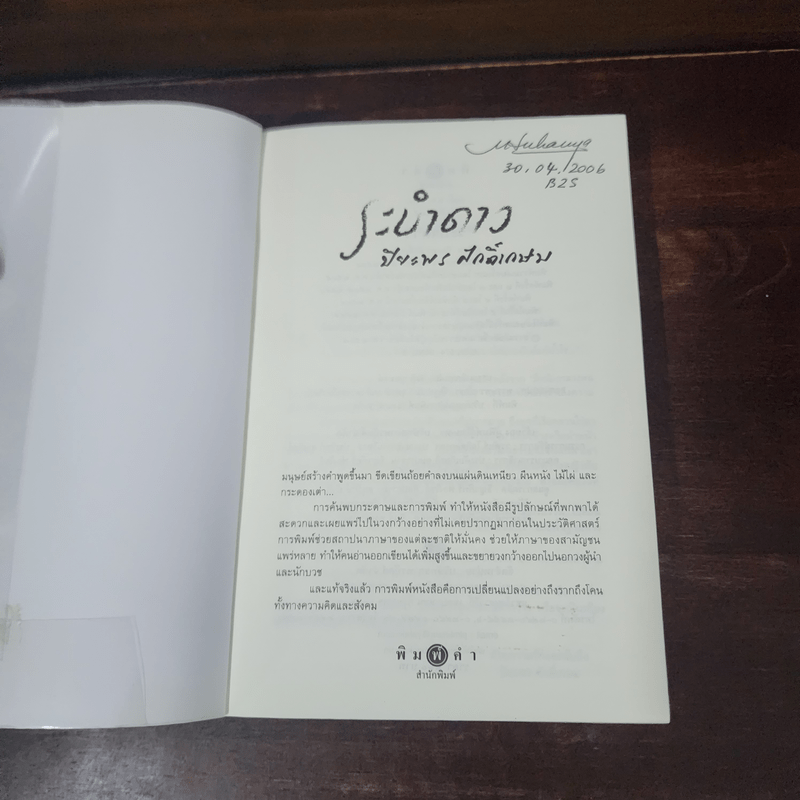 30.04.2006
B2S
ระบำดาว
ปิยะพร ศักดิ์เกษม
มนุษย์สร้างคำพูดขึ้นมา ขีดเขียนถ้อยคำลงบนแผ่นดินเหนียว ผืนหนัง ไม้ไผ่ และ
กระดองเต่า...
การค้นพบกระดาษและการพิมพ์ ทำให้หนังสือมีรูปลักษณ์ที่พกพาได้
สะดวกและเผยแพร่ไปในวงกว้างอย่างที่ไม่เคยปรากฏมาก่อนในประวัติศาสตร์
การพิมพ์ช่วยสถาปนาภาษาของแต่ละชาติให้มั่นคง ช่วยให้ภาษาของสามัญชน
แพร่หลาย ทำให้คนอ่านออกเขียนได้เพิ่มสูงขึ้นและขยายวงกว้างออกไปนอกวงผู้นำ
และนักบวช
และแท้จริงแล้ว การพิมพ์หนังสือคือการเปลี่ยนแปลงอย่างถึงรากถึงโคน
ทั้งทางความคิดและสังคม
พิมพ์คำ
สำนักพิมพ์